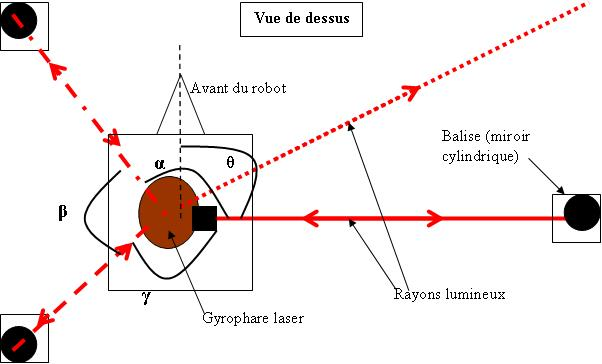 Vue de dessus
Avant du robot
Balise (miroir
cylindrique)
α
θ
β
γ
Rayons lumineux
Gyrophare laser